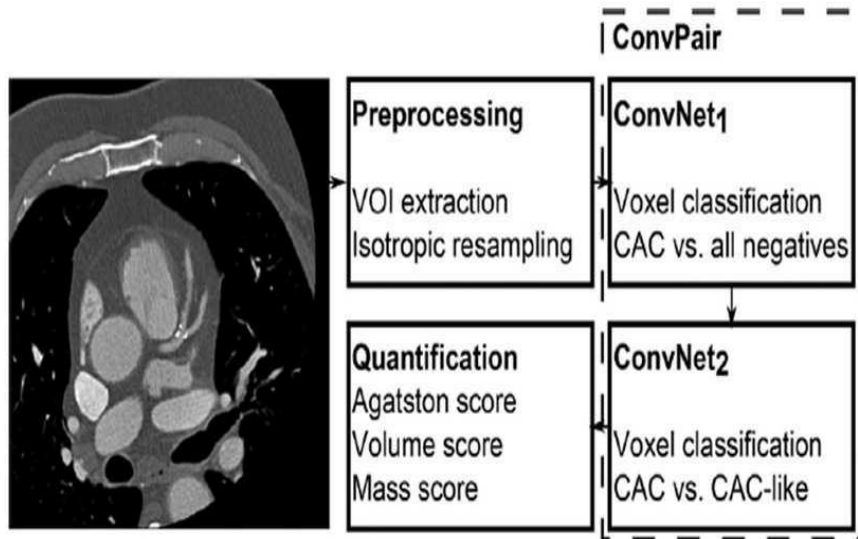 ConvPair
Preprocessing
VOI extraction
Isotropic resampling
ConvNet1
Voxel classification
CAC vs. all negatives
Quantification
Agatston score
Volume score
Mass score
ConvNet2
Voxel classification
CAC vs. CAC-like